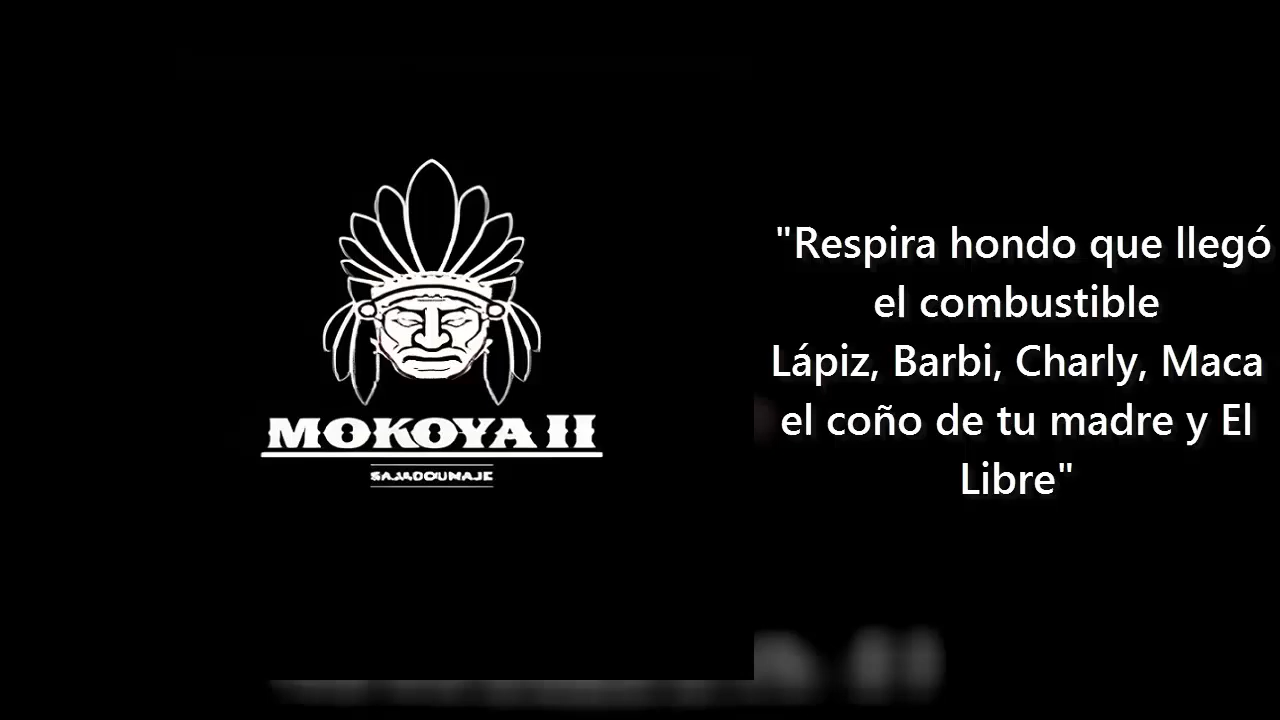 MOKOYA II
"Respira hondo que llegó
el combustible
Lápiz, Barbi, Charly, Maca
el coño de tu madre y El
Libre"